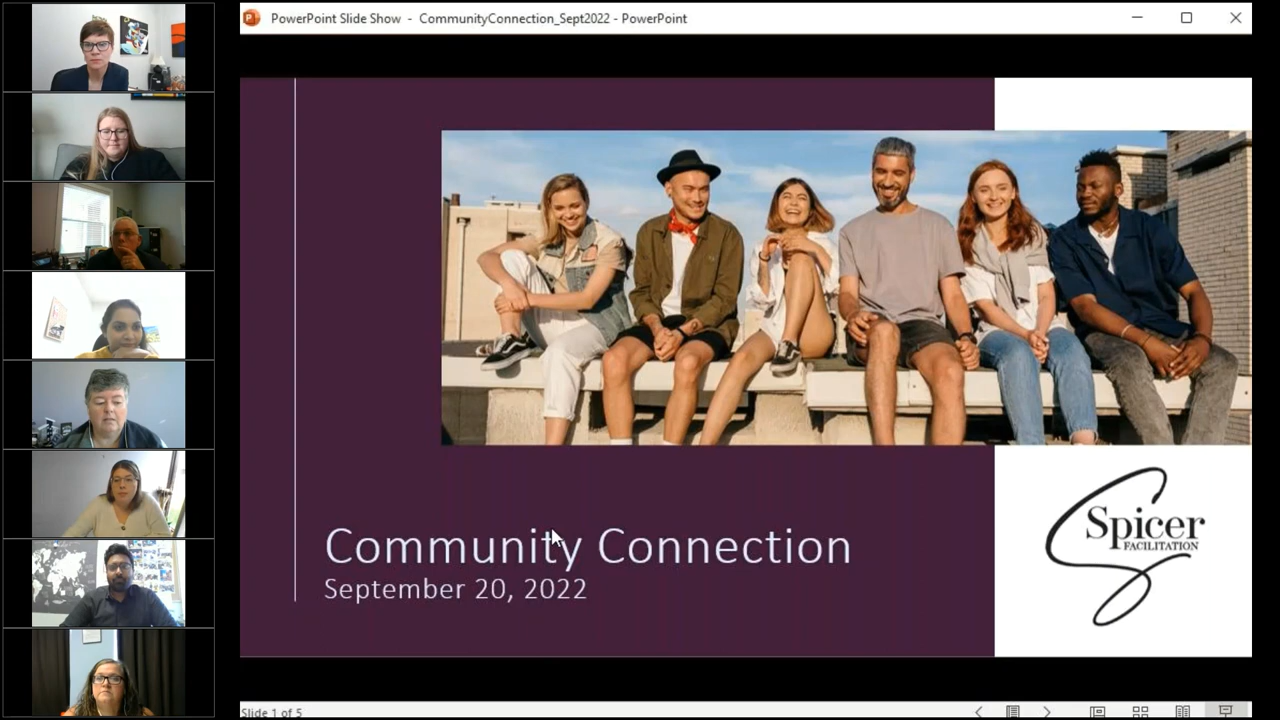 PowerPoint Slide Show - CommunityConnection_Sept2022 - PowerPoint
Community Connection
September 20, 2022
Spicer
FACILITATION
Slide 1 of 5